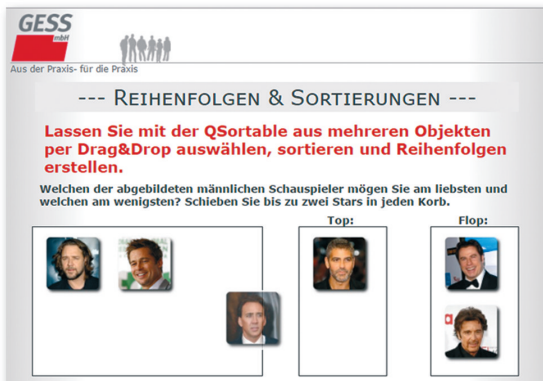 GESS
mbH
Aus der Praxis- für die Praxis
--- REIHENFOLGEN & SORTIERUNGEN ---
Lassen Sie mit der QSortable aus mehreren Objekten
per Drag&Drop auswählen, sortieren und Reihenfolgen
erstellen.
Welchen der abgebildeten männlichen Schauspieler mögen Sie am liebsten und
welchen am wenigsten? Schieben Sie bis zu zwei Stars in jeden Korb.
Top: Flop: